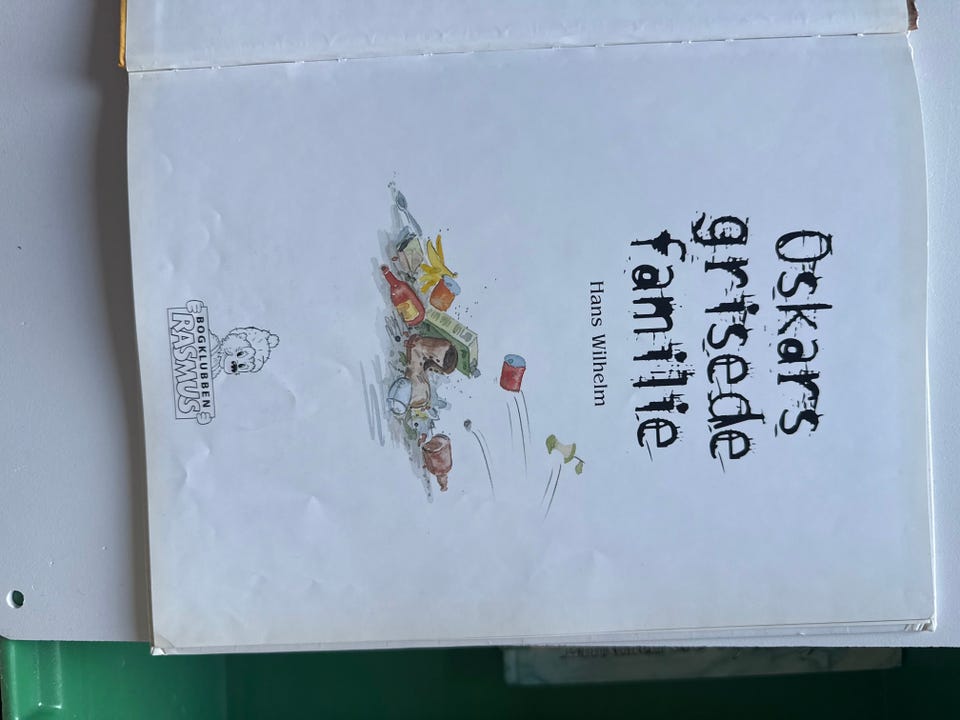 Oskars
grisede
familie
Hans Wilhelm
BOGKLUBBEN
RASMUS